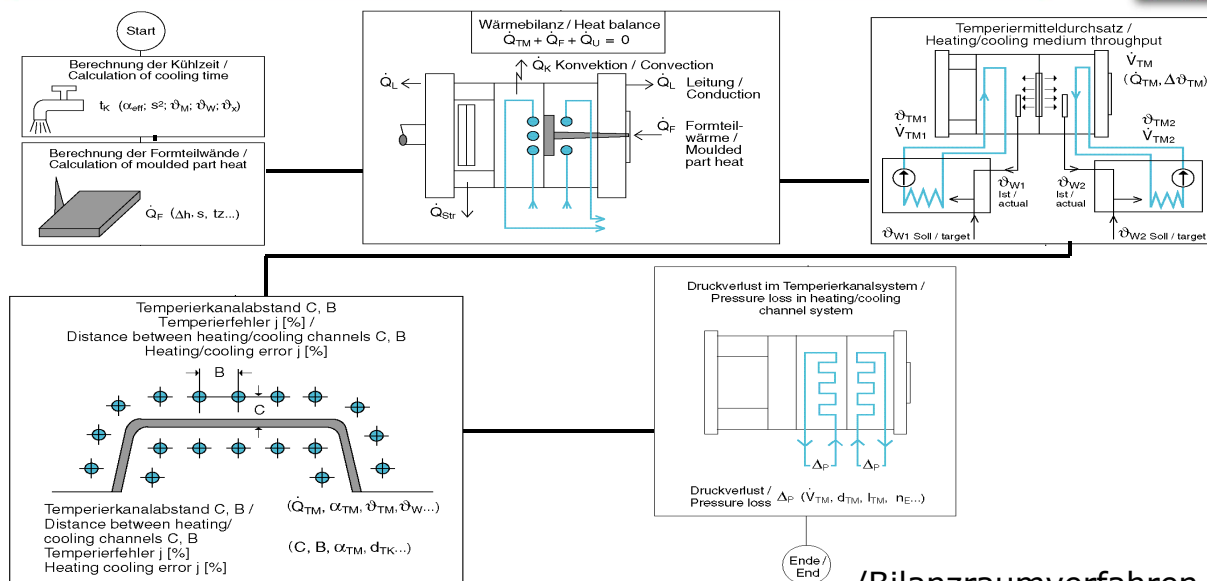 Start
Berechnung der Kühlzeit /
Calculation of cooling time
tK (αeff; s²; ϑM; ϑW; ϑx)
Berechnung der Formteilwände /
Calculation of moulded part heat
Q̇F (Δh, s, tz...)
Wärmebilanz / Heat balance
Q̇TM + Q̇F + Q̇U = 0
Q̇K Konvektion / Convection
Q̇L
Q̇L Leitung /
Conduction
Q̇F Formteil-
wärme /
Moulded
part heat
Q̇Str
Temperiermitteldurchsatz /
Heating/cooling medium throughput
V̇TM
(Q̇TM, ΔϑTM)
ϑTM1
V̇TM1
ϑTM2
V̇TM2
ϑW1
Ist /
actual
ϑW2
Ist /
actual
ϑW1 Soll / target
ϑW2 Soll / target
Temperierkanalabstand C, B
Temperierfehler j [%] /
Distance between heating/cooling channels C, B
Heating/cooling error j [%]
B
C
Temperierkanalabstand C, B /
Distance between heating/
cooling channels C, B
Temperierfehler j [%]
Heating cooling error j [%]
(Q̇TM, αTM, ϑTM, ϑW...)
(C, B, αTM, dTK...)
Druckverlust im Temperierkanalsystem /
Pressure loss in heating/cooling
channel system
ΔP ΔP
Druckverlust /
Pressure loss ΔP (V̇TM, dTM, lTM, nE...)
Ende /
End
/Bilanzraumverfahren